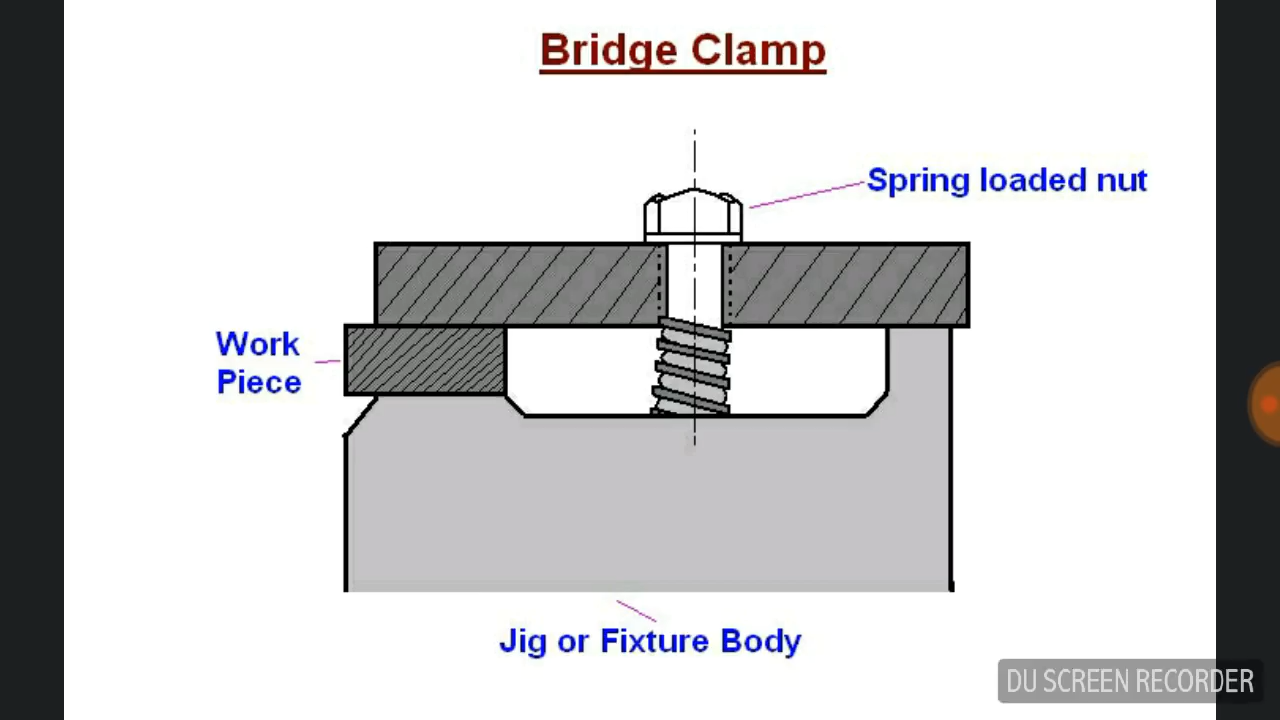 Bridge Clamp
Spring loaded nut
Work
Piece
Jig or Fixture Body
DU SCREEN RECORDER